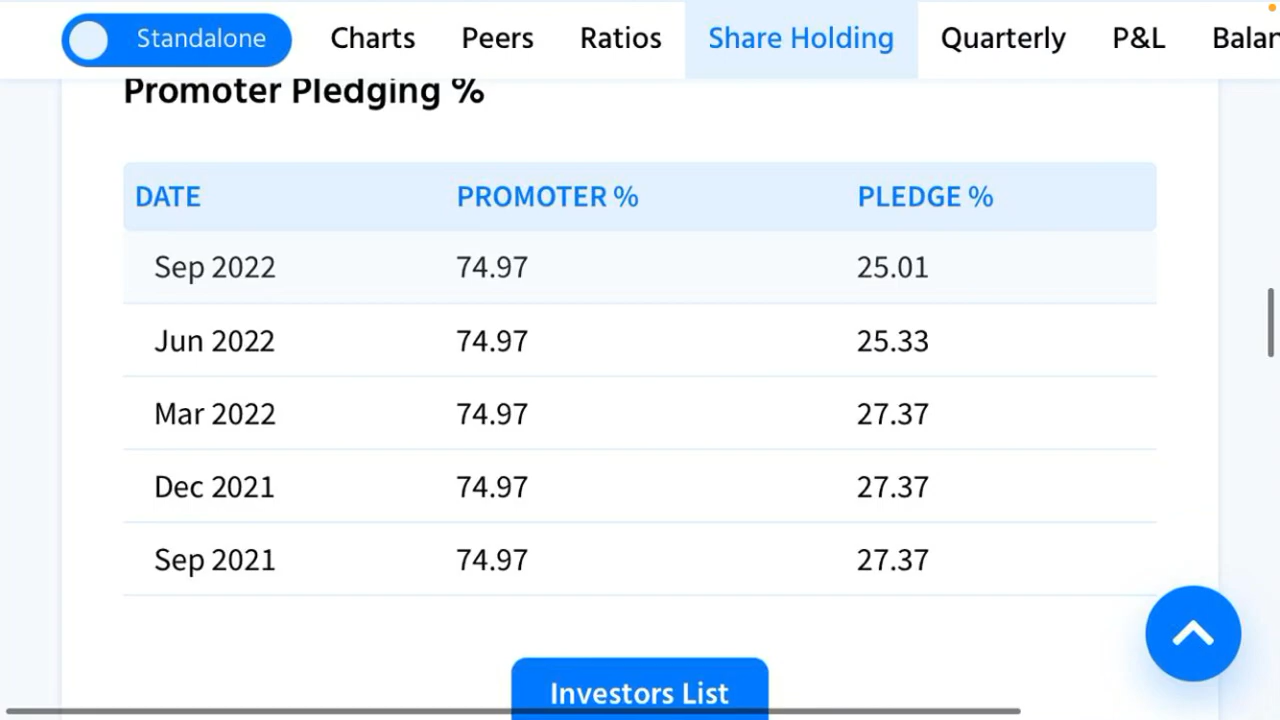 Standalone Charts Peers Ratios Share Holding Quarterly P&L Balan
Promoter Pledging %
DATE PROMOTER % PLEDGE %
Sep 2022 74.97 25.01
Jun 2022 74.97 25.33
Mar 2022 74.97 27.37
Dec 2021 74.97 27.37
Sep 2021 74.97 27.37
Investors List